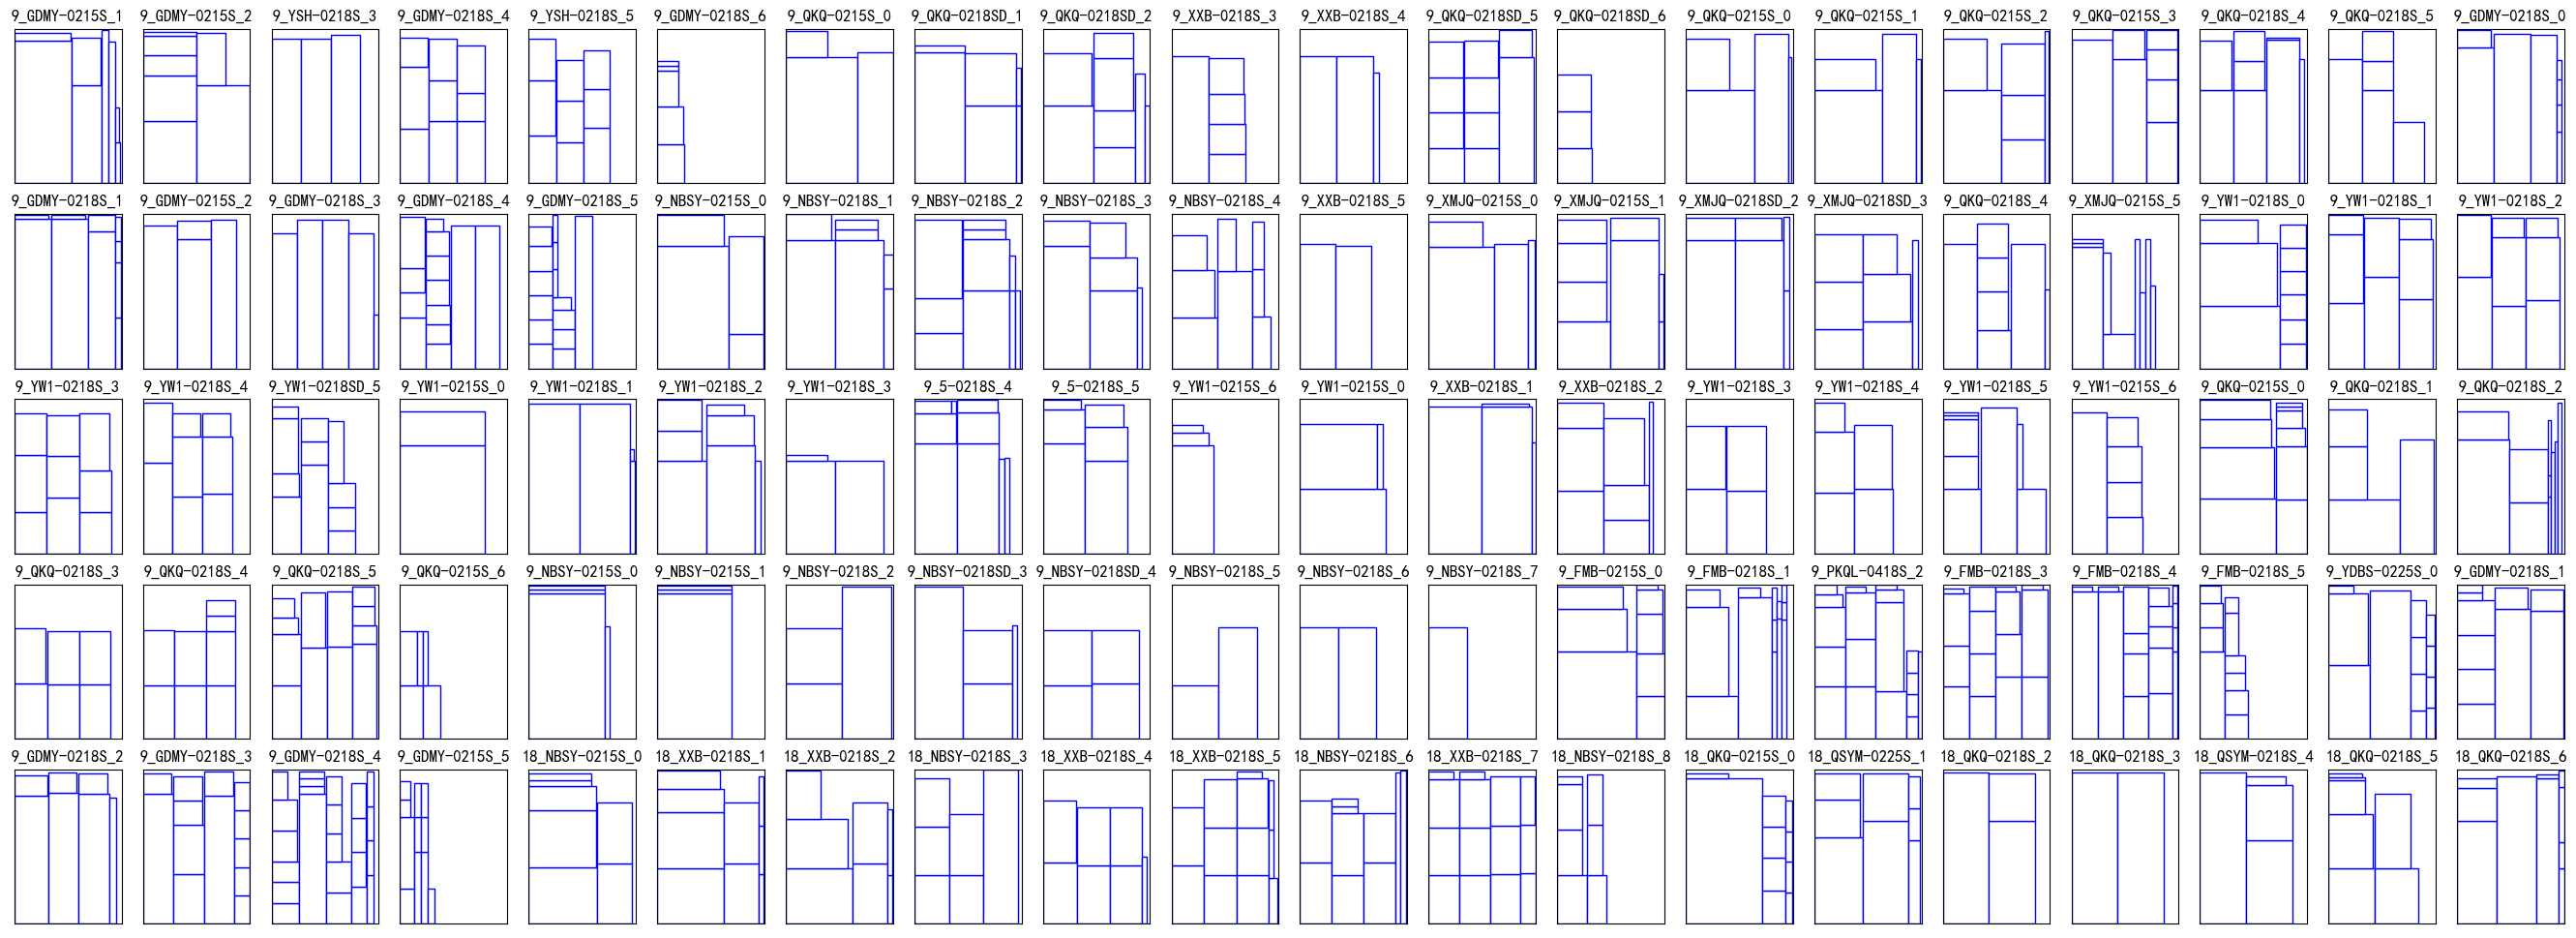 9_GDMY-0215S_1 9_GDMY-0215S_2 9_YSH-0218S_3 9_GDMY-0218S_4 9_YSH-0218S_5 9_GDMY-0218S_6 9_QKQ-0215S_0 9_QKQ-0218SD_1 9_QKQ-0218SD_2 9_XXB-0218S_3 9_XXB-0218S_4 9_QKQ-0218SD_5 9_QKQ-0218SD_6 9_QKQ-0215S_0 9_QKQ-0215S_1 9_QKQ-0215S_2 9_QKQ-0215S_3 9_QKQ-0218S_4 9_QKQ-0218S_5 9_GDMY-0218S_0
9_GDMY-0218S_1 9_GDMY-0215S_2 9_GDMY-0218S_3 9_GDMY-0218S_4 9_GDMY-0218S_5 9_NBSY-0215S_0 9_NBSY-0218S_1 9_NBSY-0218S_2 9_NBSY-0218S_3 9_NBSY-0218S_4 9_XXB-0218S_5 9_XMJQ-0215S_0 9_XMJQ-0215S_1 9_XMJQ-0218SD_2 9_XMJQ-0218SD_3 9_QKQ-0218S_4 9_XMJQ-0215S_5 9_YW1-0218S_0 9_YW1-0218S_1 9_YW1-0218S_2
9_YW1-0218S_3 9_YW1-0218S_4 9_YW1-0218SD_5 9_YW1-0215S_0 9_YW1-0218S_1 9_YW1-0218S_2 9_YW1-0218S_3 9_5-0218S_4 9_5-0218S_5 9_YW1-0215S_6 9_YW1-0215S_0 9_XXB-0218S_1 9_XXB-0218S_2 9_YW1-0218S_3 9_YW1-0218S_4 9_YW1-0218S_5 9_YW1-0215S_6 9_QKQ-0215S_0 9_QKQ-0218S_1 9_QKQ-0218S_2
9_QKQ-0218S_3 9_QKQ-0218S_4 9_QKQ-0218S_5 9_QKQ-0215S_6 9_NBSY-0215S_0 9_NBSY-0215S_1 9_NBSY-0218S_2 9_NBSY-0218SD_3 9_NBSY-0218SD_4 9_NBSY-0218S_5 9_NBSY-0218S_6 9_NBSY-0218S_7 9_FMB-0215S_0 9_FMB-0218S_1 9_PKQL-0418S_2 9_FMB-0218S_3 9_FMB-0218S_4 9_FMB-0218S_5 9_YDBS-0225S_0 9_GDMY-0218S_1
9_GDMY-0218S_2 9_GDMY-0218S_3 9_GDMY-0218S_4 9_GDMY-0215S_5 18_NBSY-0215S_0 18_XXB-0218S_1 18_XXB-0218S_2 18_NBSY-0218S_3 18_XXB-0218S_4 18_XXB-0218S_5 18_NBSY-0218S_6 18_XXB-0218S_7 18_NBSY-0218S_8 18_QKQ-0215S_0 18_QSYM-0225S_1 18_QKQ-0218S_2 18_QKQ-0218S_3 18_QSYM-0218S_4 18_QKQ-0218S_5 18_QKQ-0218S_6